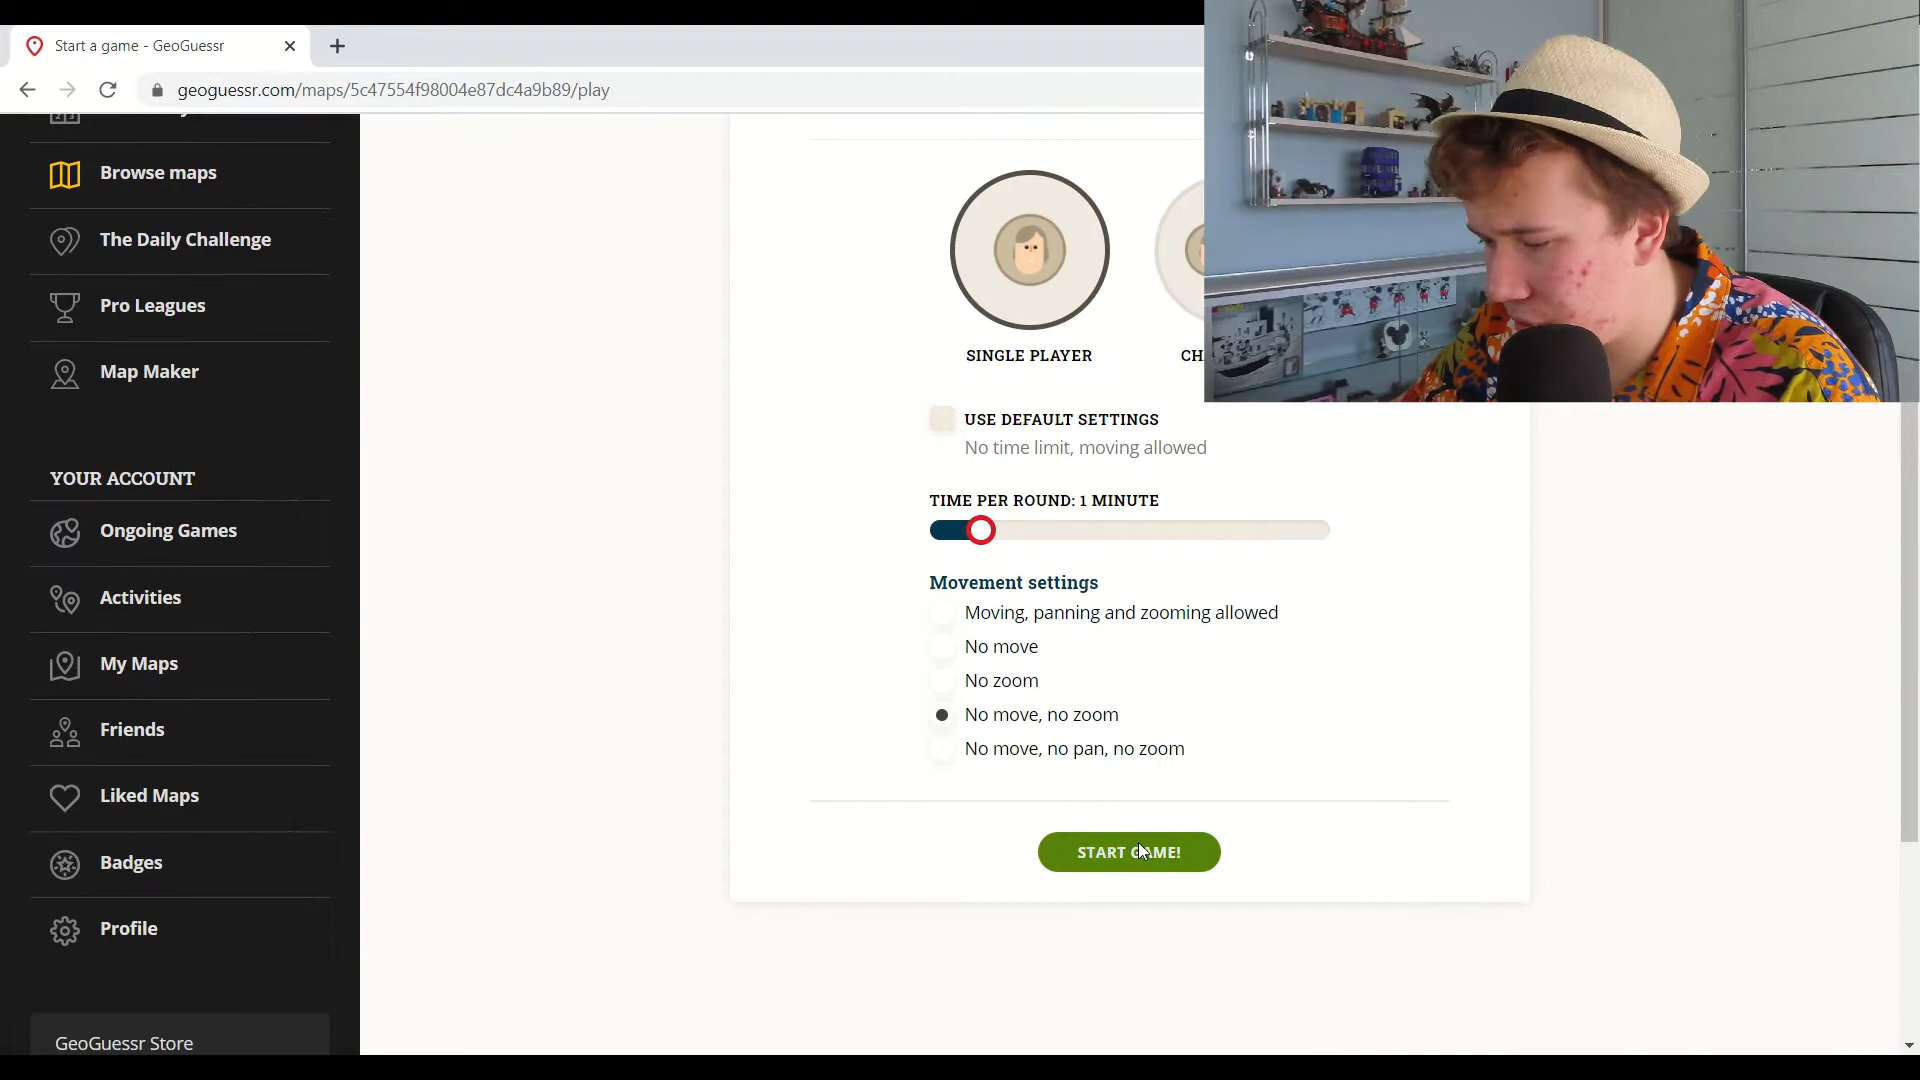 Start a game - GeoGuessr
geoguessr.com/maps/5c47554f98004e87dc4a9b89/play
Browse maps
The Daily Challenge
Pro Leagues
Map Maker
YOUR ACCOUNT
Ongoing Games
Activities
My Maps
Friends
Liked Maps
Badges
Profile
GeoGuessr Store
SINGLE PLAYER
CH
USE DEFAULT SETTINGS
No time limit, moving allowed
TIME PER ROUND: 1 MINUTE
Movement settings
Moving, panning and zooming allowed
No move
No zoom
No move, no zoom
No move, no pan, no zoom
START GAME!